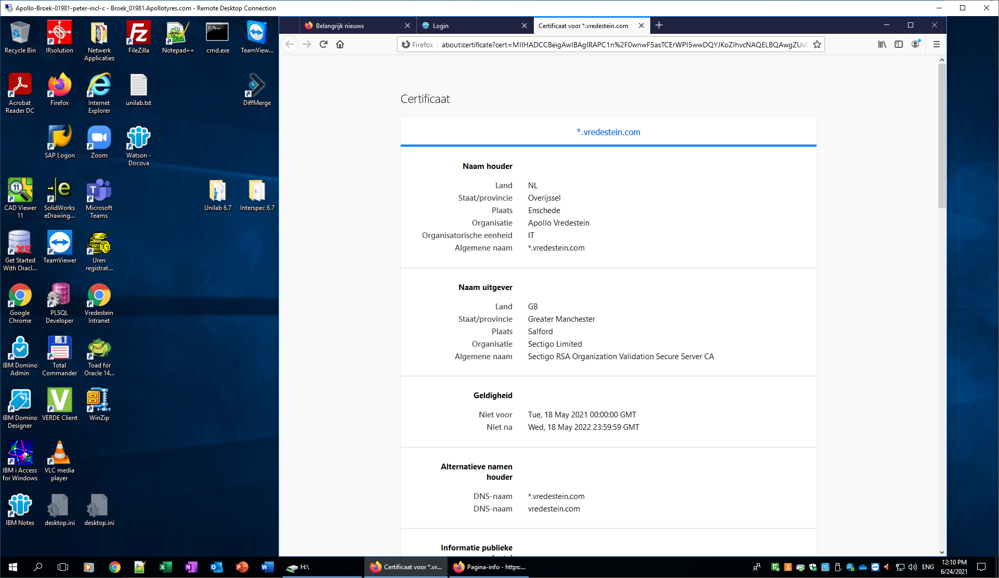 Apollo-Broek-01981-peter-incl-c - Broek_01981.Apollotyres.com - Remote Desktop Connection
Recycle Bin
IRsolution
Netwerk
Applicaties
FileZilla
Notepad++
cmd.exe
TeamView...
Acrobat
Reader DC
Firefox
Internet
Explorer
unilab.txt
DiffMerge
SAP Logon
Zoom
Watson -
Docova
CAD Viewer
11
SolidWorks
eDrawing...
Microsoft
Teams
Unilab 6.7
Interspec 6.7
Get Started
With Oracl...
TeamViewer
Uren
registrat...
Google
Chrome
PLSQL
Developer
Vredestein
Intranet
IBM Domino
Admin
Total
Commander
Toad for
Oracle 14...
IBM Domino
Designer
VERDE Client
WinZip
IBM i Access
for Windows
VLC media
player
IBM Notes
desktop.ini
desktop.ini
Belangrijk nieuws
Login
Certificaat voor *.vredestein.com
Firefox
about:certificate?cert=MIIHADCCBeigAwIBAgIRAPC1n%2F0wnwF5asTCErWPI5wwDQYJKoZIhvcNAQELBQAwgZUxC
Certificaat
*.vredestein.com
Naam houder
Land NL
Staat/provincie Overijssel
Plaats Enschede
Organisatie Apollo Vredestein
Organisatorische eenheid IT
Algemene naam *.vredestein.com
Naam uitgever
Land GB
Staat/provincie Greater Manchester
Plaats Salford
Organisatie Sectigo Limited
Algemene naam Sectigo RSA Organization Validation Secure Server CA
Geldigheid
Niet voor Tue, 18 May 2021 00:00:00 GMT
Niet na Wed, 18 May 2022 23:59:59 GMT
Alternatieve namen
houder
DNS-naam *.vredestein.com
DNS-naam vredestein.com
Informatie publieke
H:\
Certificaat voor *.vr...
Pagina-info - https:...
ENG
12:10 PM
6/24/2021